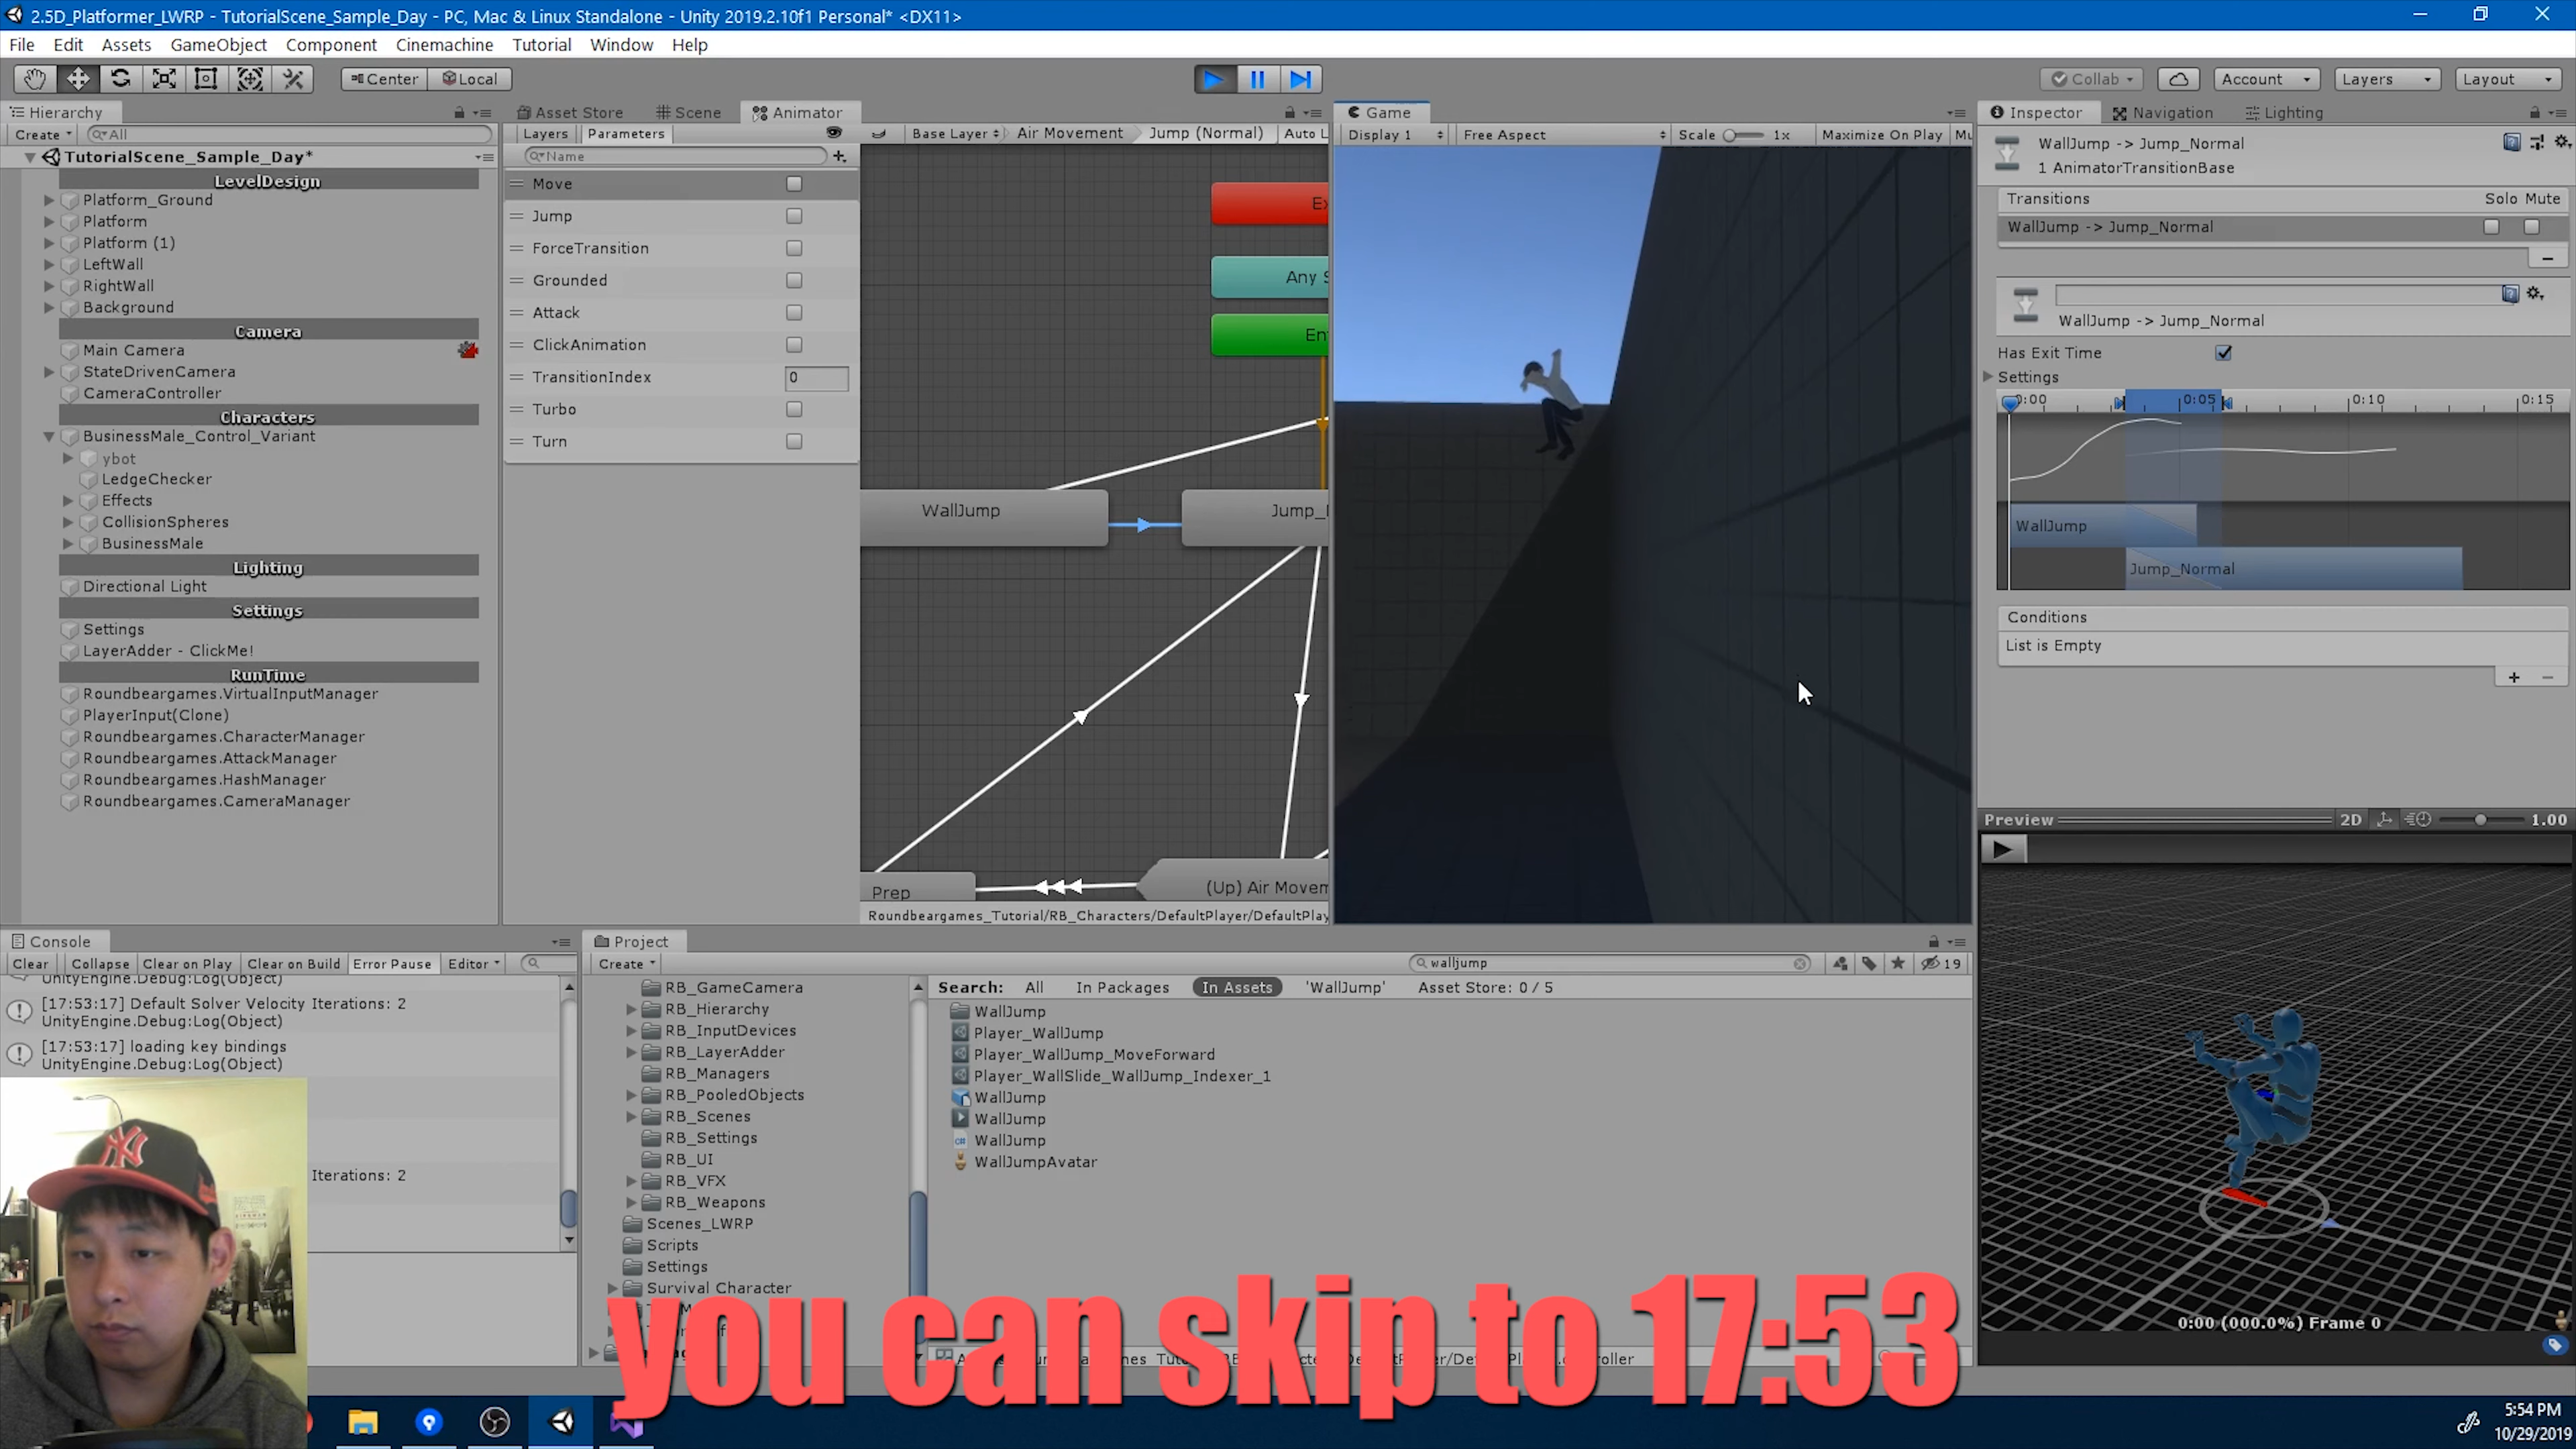 2.5D_Platformer_LWRP - TutorialScene_Sample_Day - PC, Mac & Linux Standalone - Unity 2019.2.10f1 Personal* <DX11>
File Edit Assets GameObject Component Cinemachine Tutorial Window Help
Center Local Collab Account Layers Layout
Hierarchy
Create All
TutorialScene_Sample_Day*
LevelDesign
Platform_Ground
Platform
Platform (1)
LeftWall
RightWall
Background
Camera
Main Camera
StateDrivenCamera
CameraController
Characters
BusinessMale_Control_Variant
ybot
LedgeChecker
Effects
CollisionSpheres
BusinessMale
Lighting
Directional Light
Settings
Settings
LayerAdder - ClickMe!
RunTime
Roundbeargames.VirtualInputManager
PlayerInput(Clone)
Roundbeargames.CharacterManager
Roundbeargames.AttackManager
Roundbeargames.HashManager
Roundbeargames.CameraManager
Asset Store Scene Animator
Layers Parameters
Base Layer Air Movement Jump (Normal) Auto L
Name
Move
Jump
ForceTransition
Grounded
Attack
ClickAnimation
TransitionIndex 0
Turbo
Turn
Ex
Any S
En
WallJump
Jump_
Prep
(Up) Air Movem
Roundbeargames_Tutorial/RB_Characters/DefaultPlayer/DefaultPlay
Game
Display 1 Free Aspect Scale 1x Maximize On Play Mu
Inspector Navigation Lighting
WallJump -> Jump_Normal
1 AnimatorTransitionBase
Transitions Solo Mute
WallJump -> Jump_Normal
WallJump -> Jump_Normal
Has Exit Time
Settings
0:00 0:05 0:10 0:15
WallJump
Jump_Normal
Conditions
List is Empty
Preview 2D 1.00
0:00 (000.0%) Frame 0
Console
Clear Collapse Clear on Play Clear on Build Error Pause Editor
UnityEngine.Debug:Log(Object)
[17:53:17] Default Solver Velocity Iterations: 2
UnityEngine.Debug:Log(Object)
[17:53:17] loading key bindings
UnityEngine.Debug:Log(Object)
Iterations: 2
Project
Create walljump 19
RB_GameCamera
RB_Hierarchy
RB_InputDevices
RB_LayerAdder
RB_Managers
RB_PooledObjects
RB_Scenes
RB_Settings
RB_UI
RB_VFX
RB_Weapons
Scenes_LWRP
Scripts
Settings
Survival Character
Search: All In Packages In Assets 'WallJump' Asset Store: 0 / 5
WallJump
Player_WallJump
Player_WallJump_MoveForward
Player_WallSlide_WallJump_Indexer_1
WallJump
WallJump
WallJump
WallJumpAvatar
you can skip to 17:53
5:54 PM
10/29/2019